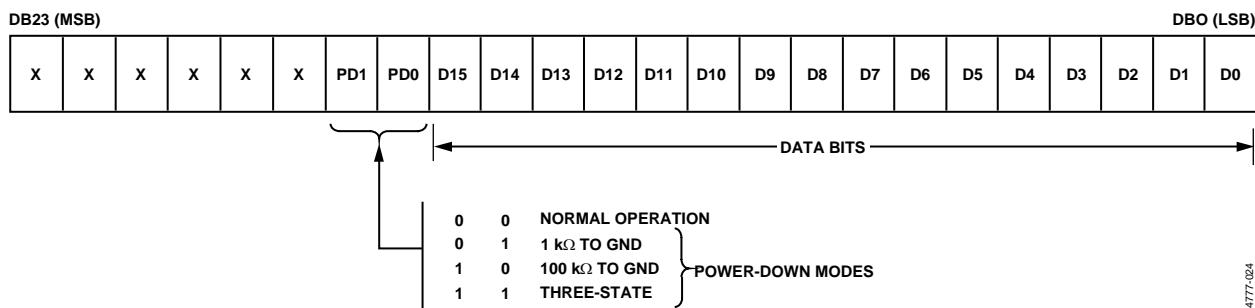 DB23 (MSB) DBO (LSB)
X X X X X X PD1 PD0 D15 D14 D13 D12 D11 D10 D9 D8 D7 D6 D5 D4 D3 D2 D1 D0
DATA BITS
0 0 NORMAL OPERATION
0 1 1 kΩ TO GND
1 0 100 kΩ TO GND
1 1 THREE-STATE
POWER-DOWN MODES
4777-024